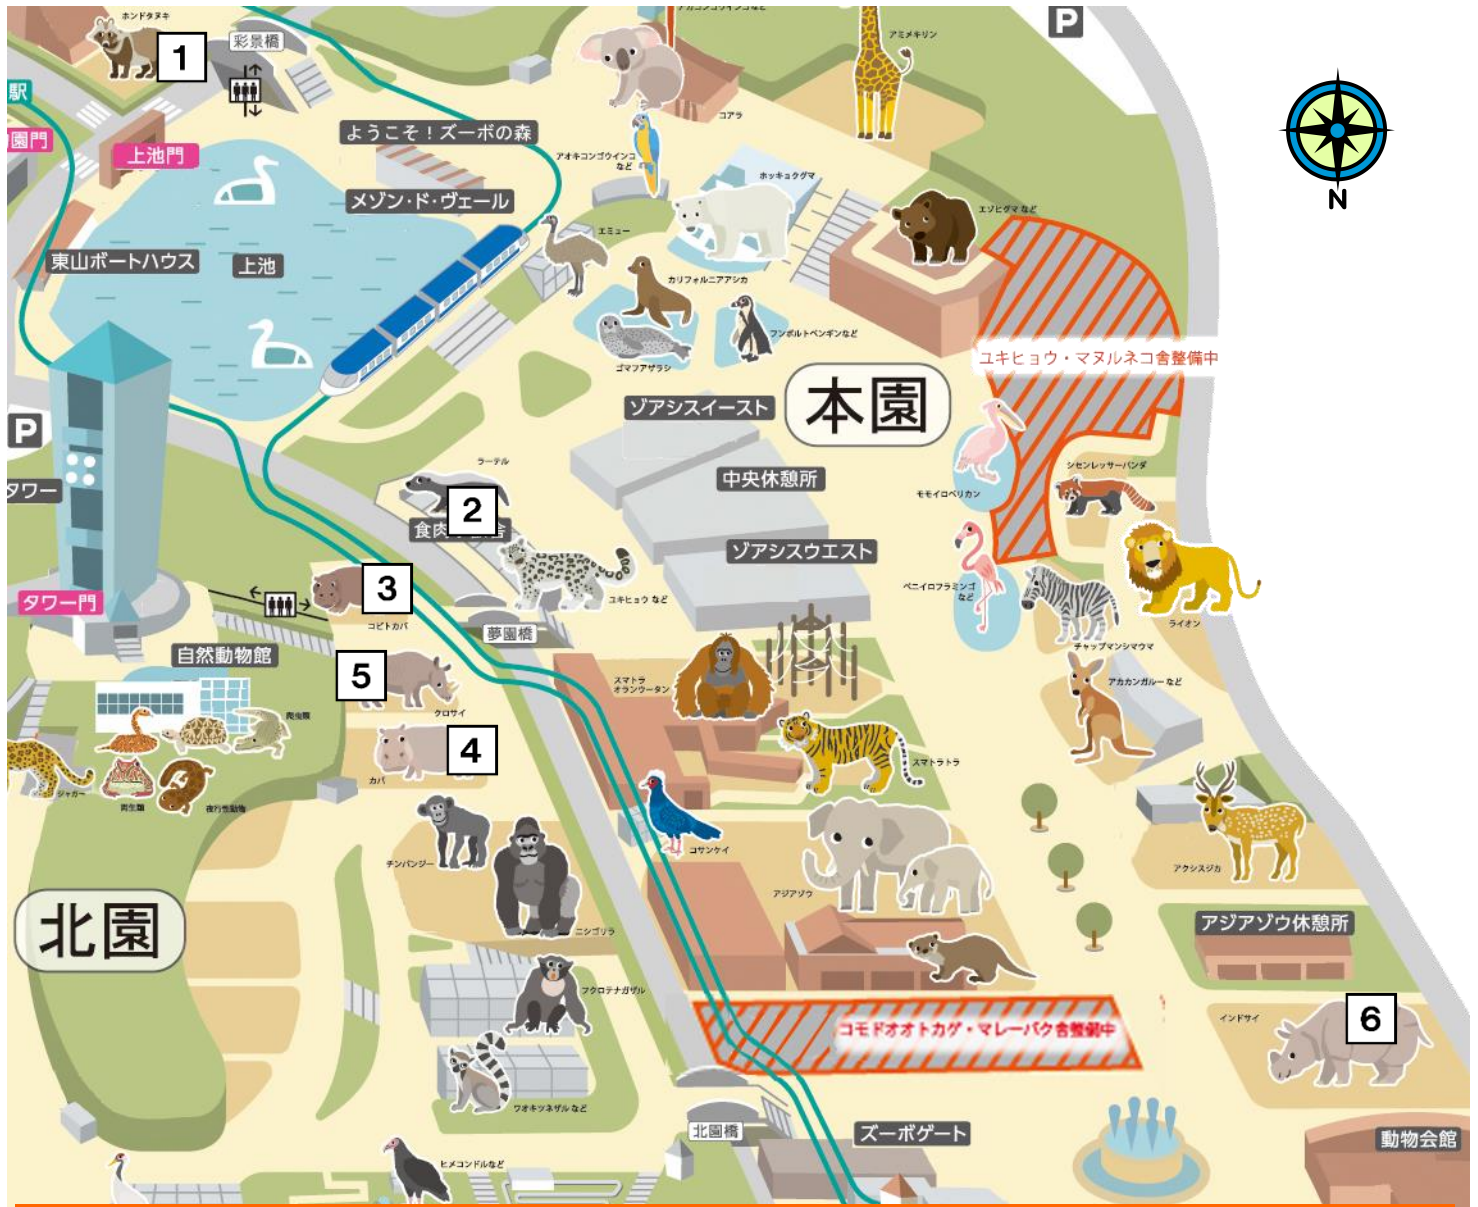 ホンドタヌキ
1
彩景橋
アミメキリン
P
駅
園門
上池門
ようこそ!ズーボの森
メゾン・ド・ヴェール
コアラ
アオキコンゴウインコ
など
ホッキョクグマ
エゾヒグマ など
N
東山ボートハウス
上池
エミュー
カリフォルニアアシカ
フンボルトペンギンなど
ゴマフアザラシ
ユキヒョウ・マヌルネコ舎整備中
本園
ゾアシスイースト
P
中央休憩所
ゾアシスウエスト
タワー
ラーテル
2
食肉
舎
ユキヒョウ など
モモイロペリカン
シセンレッサーパンダ
ライオン
ベニイロフラミンゴ
など
チャップマンシマウマ
アカカンガルー など
タワー門
3
コビトカバ
夢園橋
自然動物館
5
クロサイ
4
カバ
スマトラ
オランウータン
スマトラトラ
爬虫類
ジャガー
両生類
夜行性動物
チンパンジー
ニシゴリラ
コサンケイ
アジアゾウ
アクシスジカ
アジアゾウ休憩所
北園
フクロテナガザル
ワオキツネザル など
コモドオオトカゲ・マレーバク舎整備中
インドサイ
6
北園橋
ズーボゲート
動物会館
ヒメコンドルなど